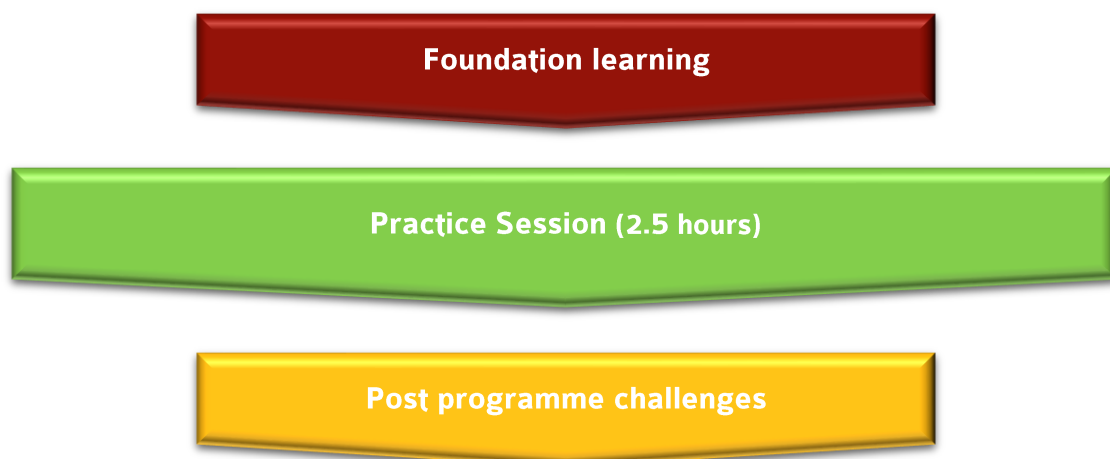 Foundation learning
Practice Session (2.5 hours)
Post programme challenges